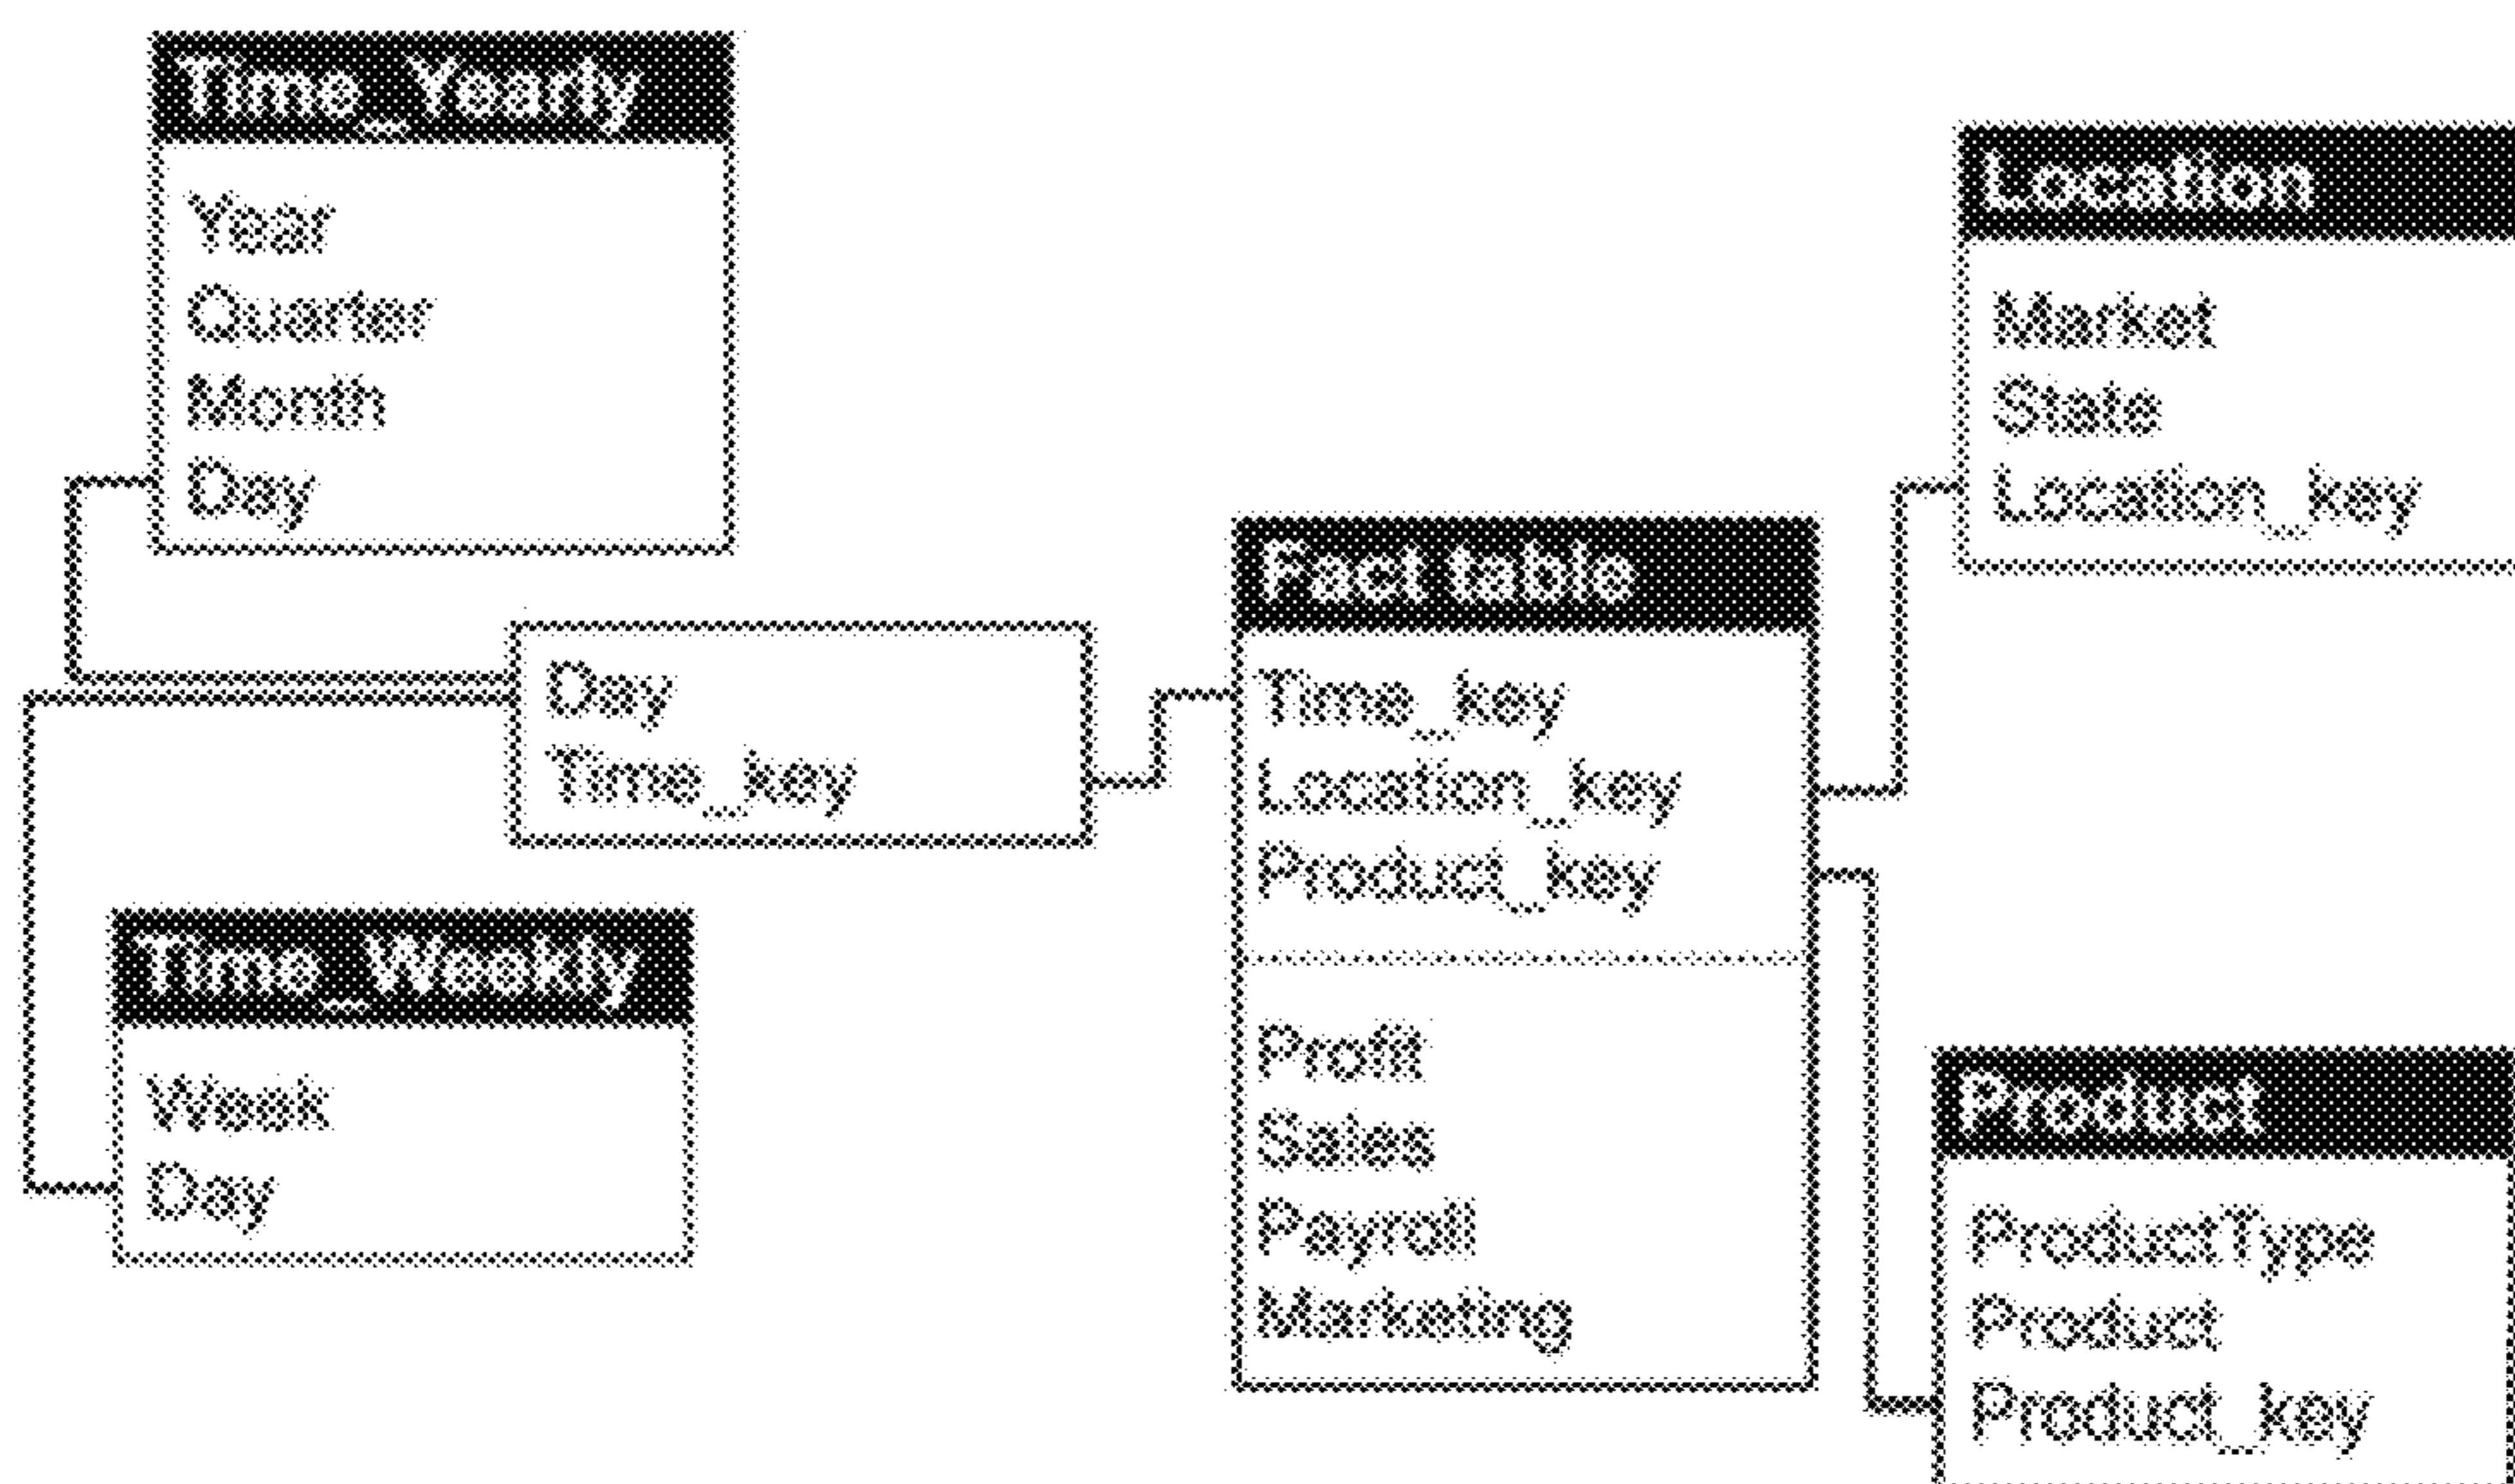 Time_Yearly
Year
Quarter
Month
Day
Day
Time_key
Time_Weekly
Week
Day
Fact table
Time_key
Location_key
Product_key
Profit
Sales
Payroll
Marketing
Location
Market
State
Location_key
Product
ProductType
Product
Product_key